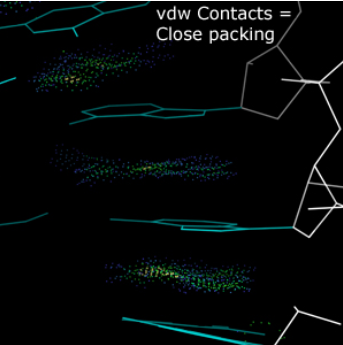 vdw Contacts =
Close packing